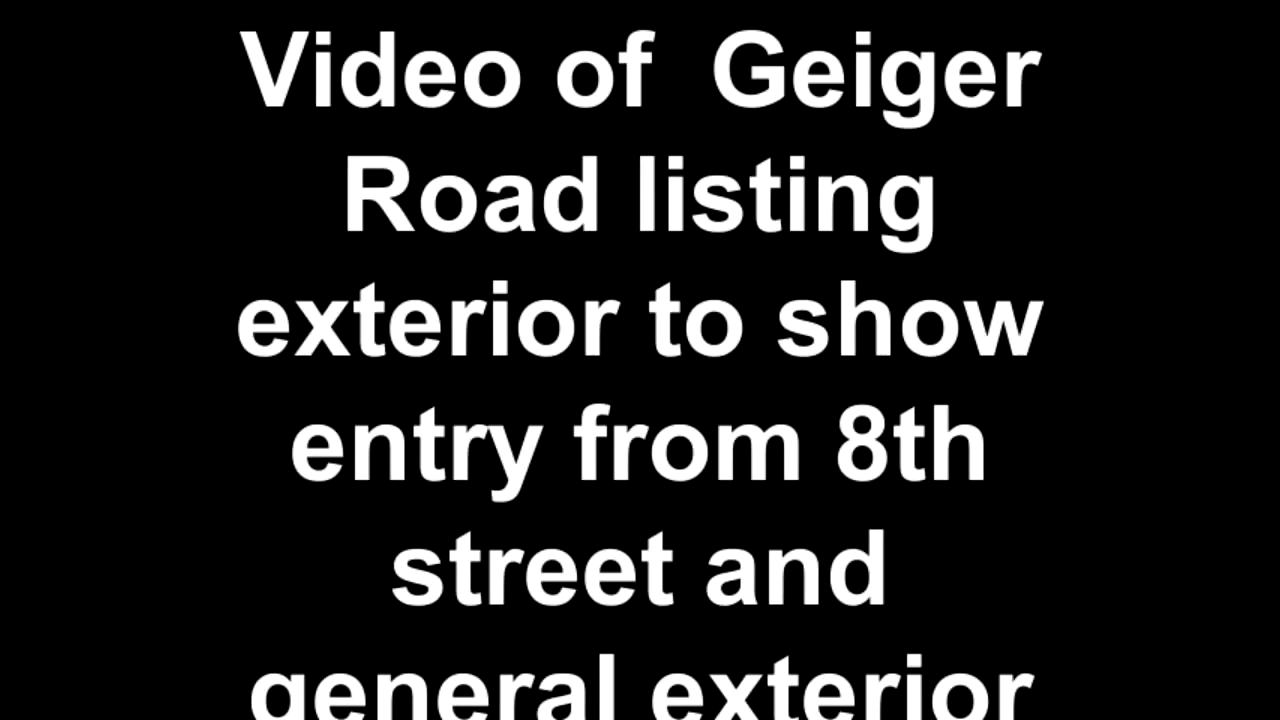 Video of  Geiger
Road listing
exterior to show
entry from 8th
street and
general exterior